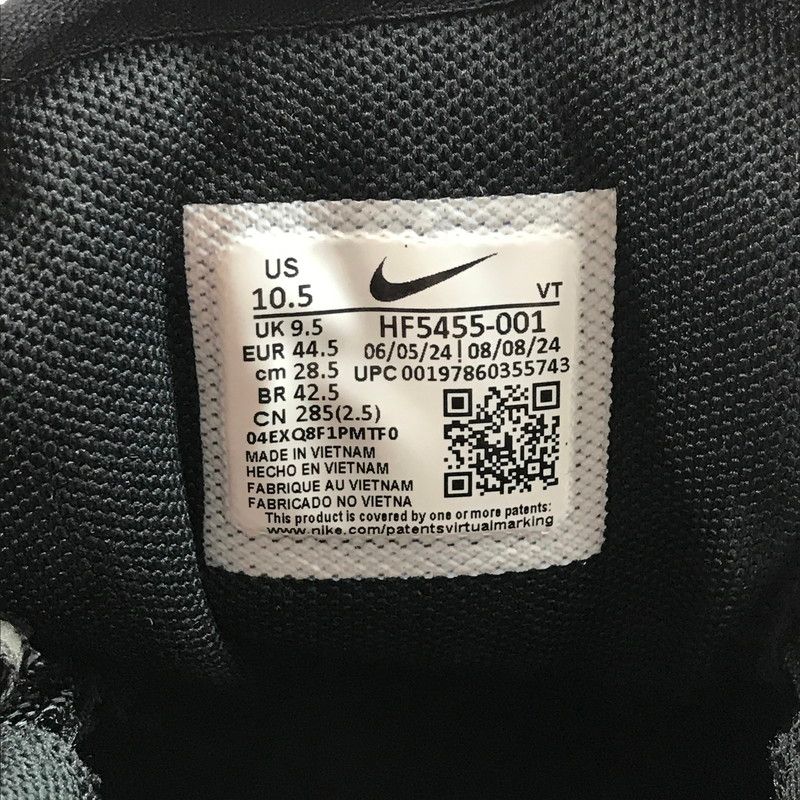 US
10.5
VT
UK 9.5
HF5455-001
EUR 44.5
06/05/24 | 08/08/24
cm 28.5
UPC 00197860355743
BR 42.5
CN 285(2.5)
04EXQ8F1PMTF0
MADE IN VIETNAM
HECHO EN VIETNAM
FABRIQUE AU VIETNAM
FABRICADO NO VIETNA
This product is covered by one or more patents:
www.nike.com/patentsvirtualmarking